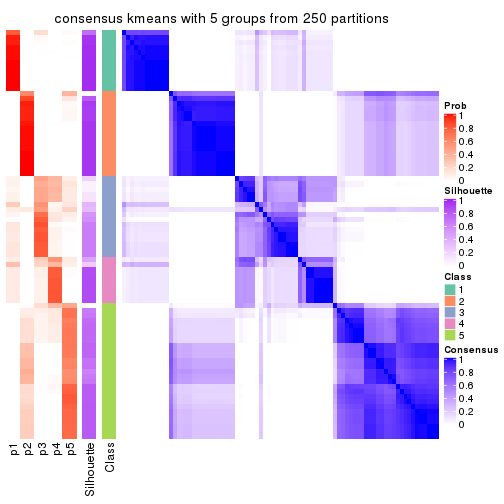 consensus kmeans with 5 groups from 250 partitions
Prob
1
0.8
0.6
0.4
0.2
0
Silhouette
1
0.8
0.6
0.4
0.2
0
Class
1
2
3
4
5
Consensus
1
0.8
0.6
0.4
0.2
0
p1
p2
p3
p4
p5
Silhouette
Class